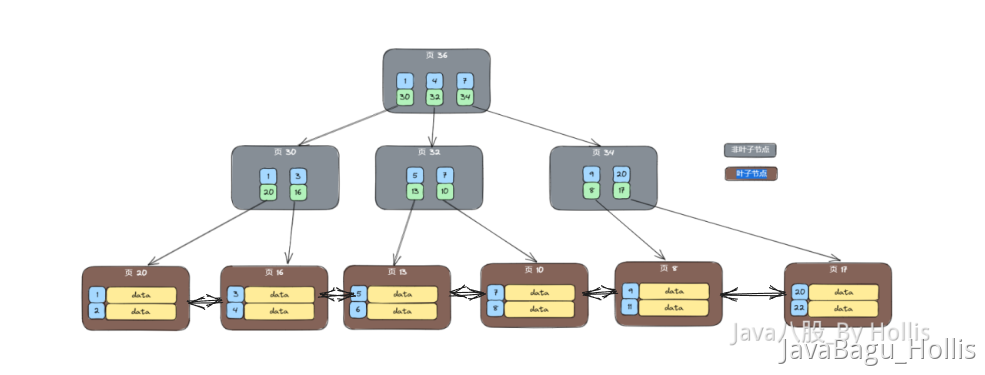 页 36
1 4 7
30 32 34
页 30
1 3
20 16
页 32
5 7
13 10
页 34
9 20
8 17
非叶子节点
叶子节点
页 20
1 data
2 data
页 16
3 data
4 data
页 13
5 data
6 data
页 10
7 data
8 data
页 8
9 data
11 data
页 17
20 data
22 data
Java八股_By Hollis
JavaBagu_Hollis